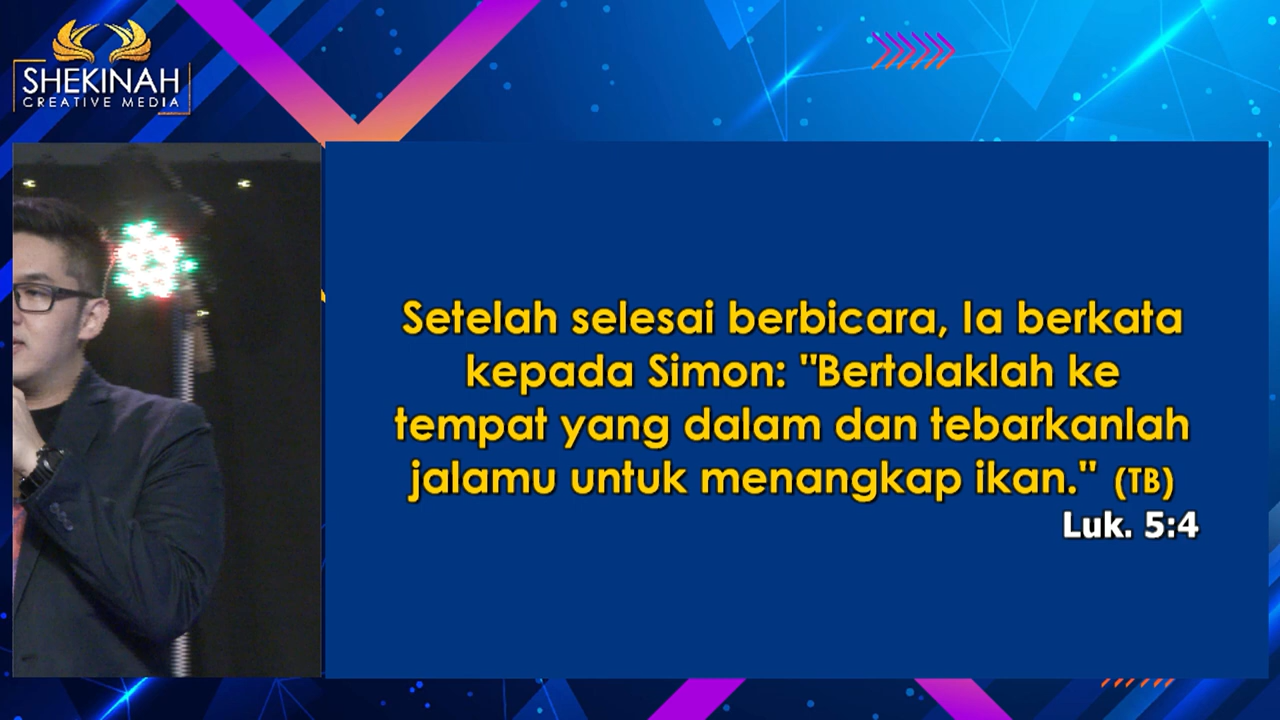 SHEKINAH
CREATIVE MEDIA
Setelah selesai berbicara, Ia berkata
kepada Simon: "Bertolaklah ke
tempat yang dalam dan tebarkanlah
jalamu untuk menangkap ikan." (TB)
Luk. 5:4